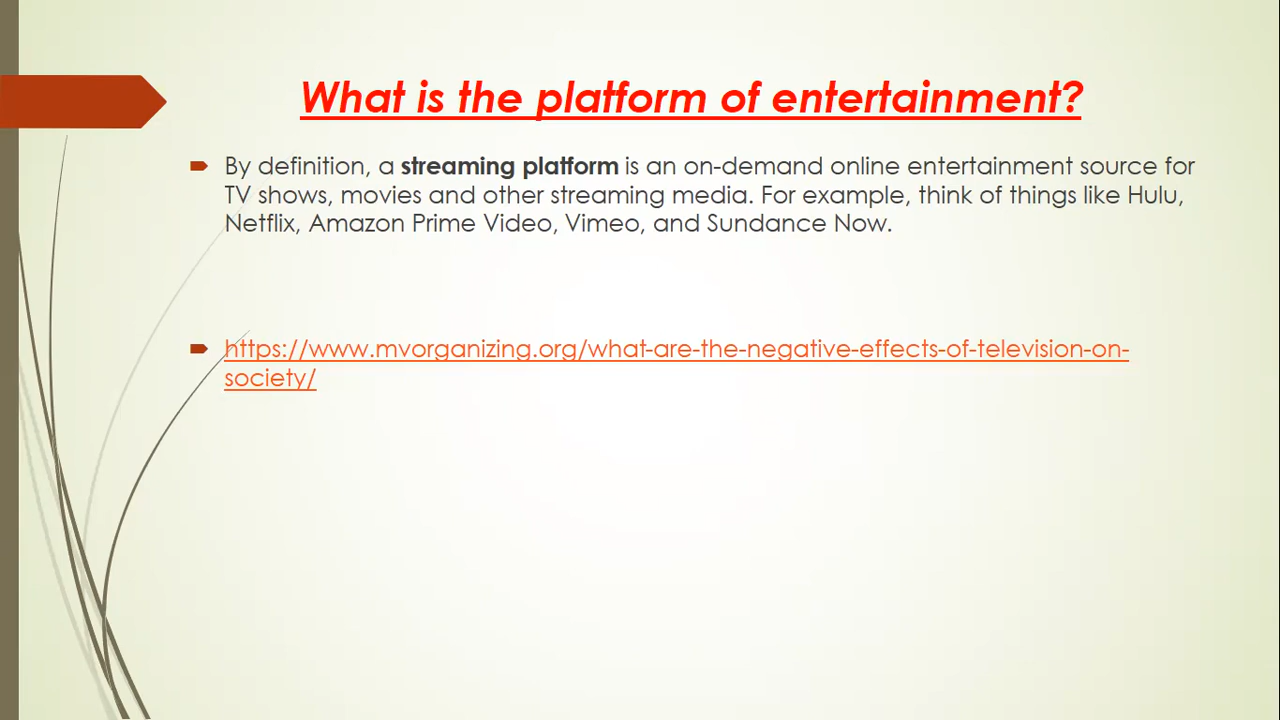 What is the platform of entertainment?
By definition, a streaming platform is an on-demand online entertainment source for
TV shows, movies and other streaming media. For example, think of things like Hulu,
Netflix, Amazon Prime Video, Vimeo, and Sundance Now.
https://www.mvorganizing.org/what-are-the-negative-effects-of-television-on-
society/